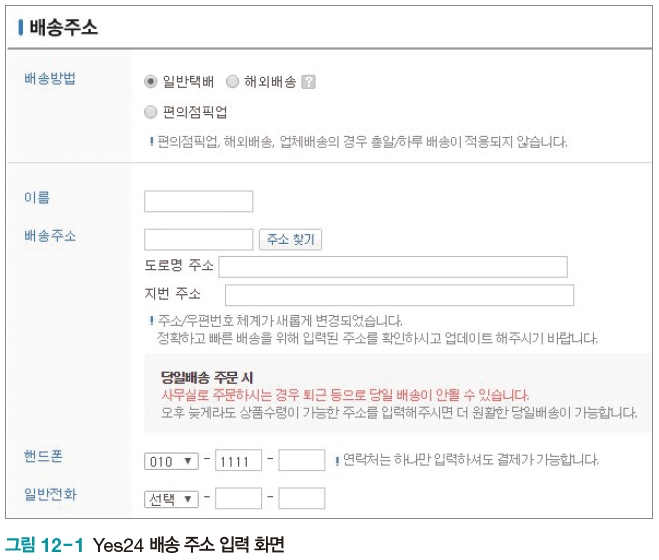 배송주소
배송방법
일반택배 해외배송 ?
편의점픽업
! 편의점픽업, 해외배송, 업체배송의 경우 총알/하루 배송이 적용되지 않습니다.
이름
배송주소 주소 찾기
도로명 주소
지번 주소
! 주소/우편번호 체계가 새롭게 변경되었습니다.
정확하고 빠른 배송을 위해 입력된 주소를 확인하시고 업데이트 해주시기 바랍니다.
당일배송 주문 시
사무실로 주문하시는 경우 퇴근 등으로 당일 배송이 안될 수 있습니다.
오후 늦게라도 상품수령이 가능한 주소를 입력해주시면 더 원활한 당일배송이 가능합니다.
핸드폰 010 ▼ - 1111 - ! 연락처는 하나만 입력하셔도 결제가 가능합니다.
일반전화 선택 ▼ - -
그림 12-1 Yes24 배송 주소 입력 화면